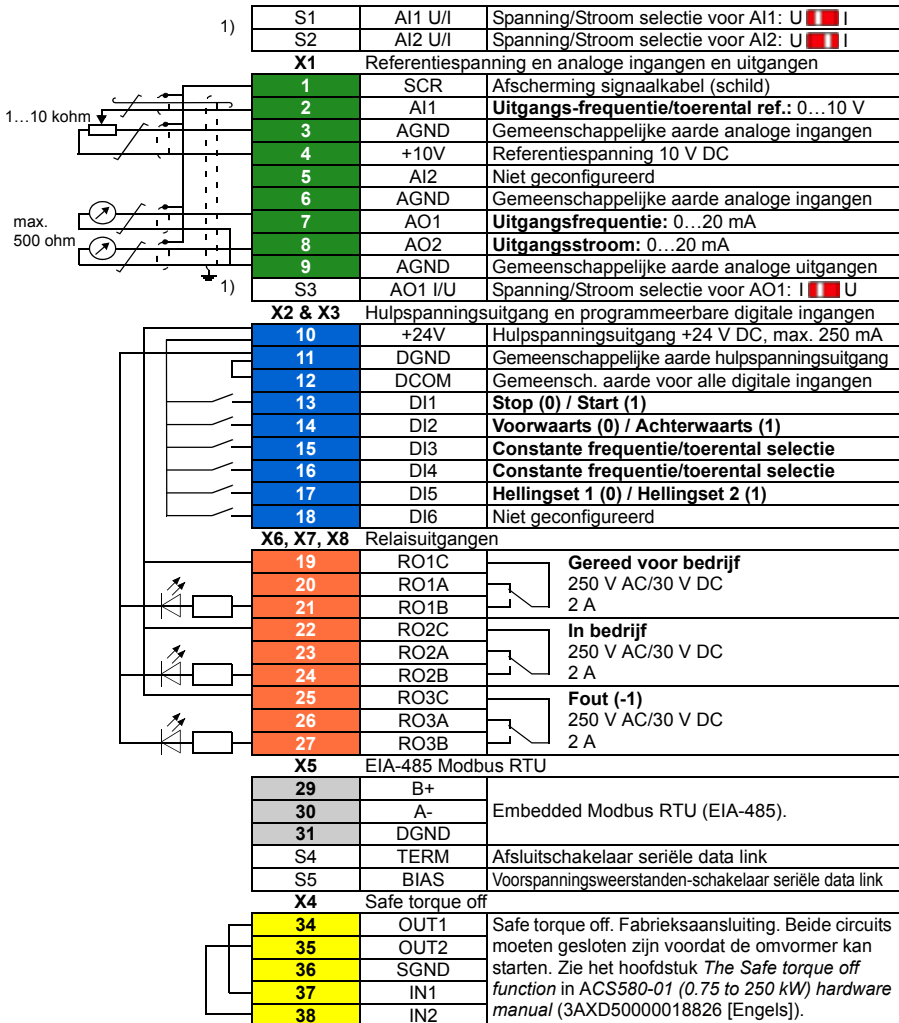 1) S1 AI1 U/I Spanning/Stroom selectie voor AI1: U I
S2 AI2 U/I Spanning/Stroom selectie voor AI2: U I
X1 Referentiespanning en analoge ingangen en uitgangen
1 SCR Afscherming signaalkabel (schild)
1…10 kohm 2 AI1 Uitgangs-frequentie/toerental ref.: 0…10 V
3 AGND Gemeenschappelijke aarde analoge ingangen
4 +10V Referentiespanning 10 V DC
5 AI2 Niet geconfigureerd
6 AGND Gemeenschappelijke aarde analoge ingangen
max. 7 AO1 Uitgangsfrequentie: 0…20 mA
500 ohm 8 AO2 Uitgangsstroom: 0…20 mA
9 AGND Gemeenschappelijke aarde analoge uitgangen
1) S3 AO1 I/U Spanning/Stroom selectie voor AO1: I U
X2 & X3 Hulpspanningsuitgang en programmeerbare digitale ingangen
10 +24V Hulpspanningsuitgang +24 V DC, max. 250 mA
11 DGND Gemeenschappelijke aarde hulpspanningsuitgang
12 DCOM Gemeensch. aarde voor alle digitale ingangen
13 DI1 Stop (0) / Start (1)
14 DI2 Voorwaarts (0) / Achterwaarts (1)
15 DI3 Constante frequentie/toerental selectie
16 DI4 Constante frequentie/toerental selectie
17 DI5 Hellingset 1 (0) / Hellingset 2 (1)
18 DI6 Niet geconfigureerd
X6, X7, X8 Relaisuitgangen
19 RO1C Gereed voor bedrijf
20 RO1A 250 V AC/30 V DC
21 RO1B 2 A
22 RO2C In bedrijf
23 RO2A 250 V AC/30 V DC
24 RO2B 2 A
25 RO3C Fout (-1)
26 RO3A 250 V AC/30 V DC
27 RO3B 2 A
X5 EIA-485 Modbus RTU
29 B+
30 A- Embedded Modbus RTU (EIA-485).
31 DGND
S4 TERM Afsluitschakelaar seriële data link
S5 BIAS Voorspanningsweerstanden-schakelaar seriële data link
X4 Safe torque off
34 OUT1 Safe torque off. Fabrieksaansluiting. Beide circuits
35 OUT2 moeten gesloten zijn voordat de omvormer kan
36 SGND starten. Zie het hoofdstuk The Safe torque off
37 IN1 function in ACS580-01 (0.75 to 250 kW) hardware
38 IN2 manual (3AXD50000018826 [Engels]).